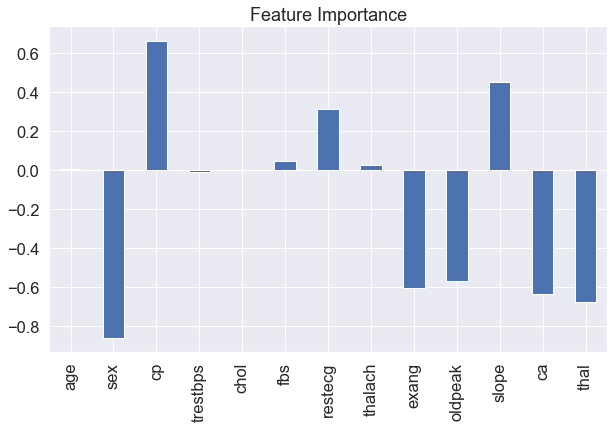 Feature Importance
0.6
0.4
0.2
0.0
−0.2
−0.4
−0.6
−0.8
age
sex
cp
trestbps
chol
fbs
restecg
thalach
exang
oldpeak
slope
ca
thal